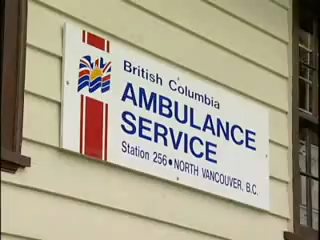 British Columbia
AMBULANCE
SERVICE
Station 256 • NORTH VANCOUVER, B.C.